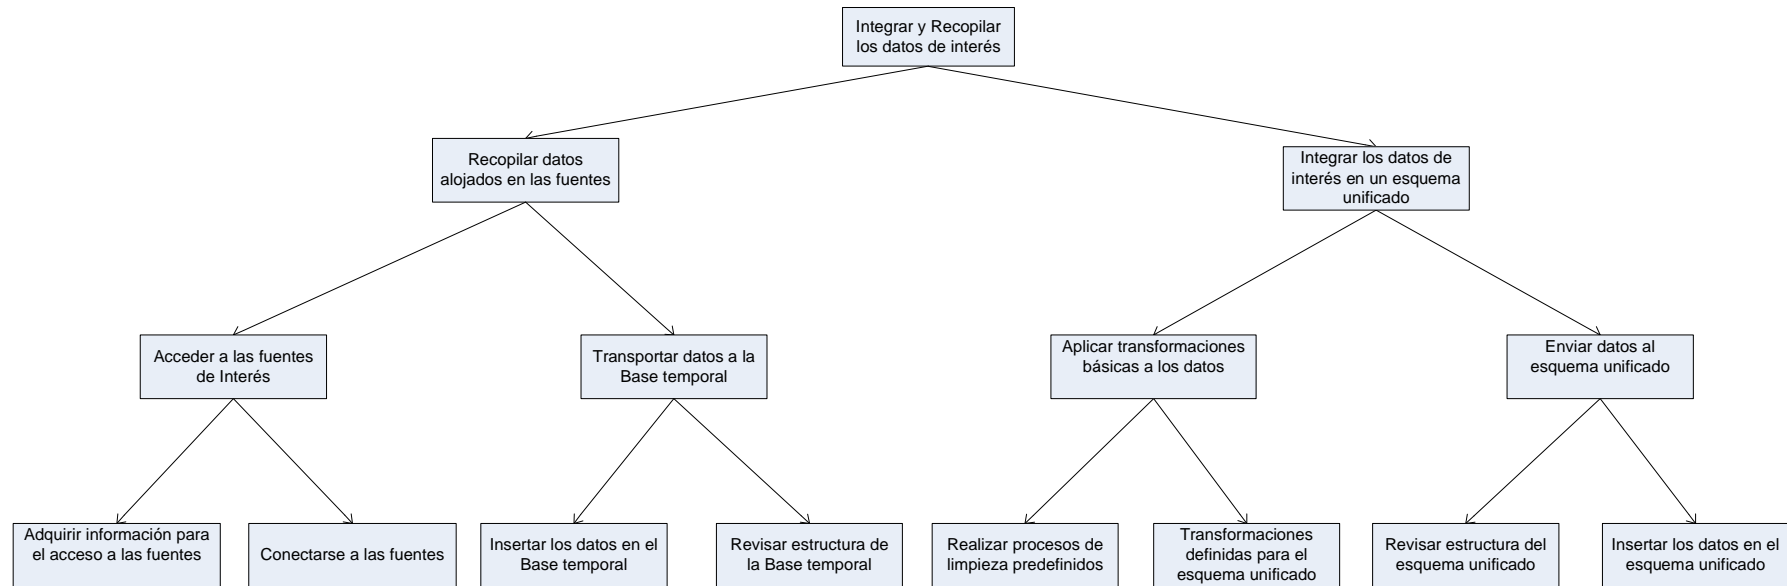 Integrar y Recopilar
los datos de interés
Recopilar datos
alojados en las fuentes
Integrar los datos de
interés en un esquema
unificado
Acceder a las fuentes
de Interés
Transportar datos a la
Base temporal
Aplicar transformaciones
básicas a los datos
Enviar datos al
esquema unificado
Adquirir información para
el acceso a las fuentes
Conectarse a las fuentes
Insertar los datos en el
Base temporal
Revisar estructura de
la Base temporal
Realizar procesos de
limpieza predefinidos
Transformaciones
definidas para el
esquema unificado
Revisar estructura del
esquema unificado
Insertar los datos en el
esquema unificado